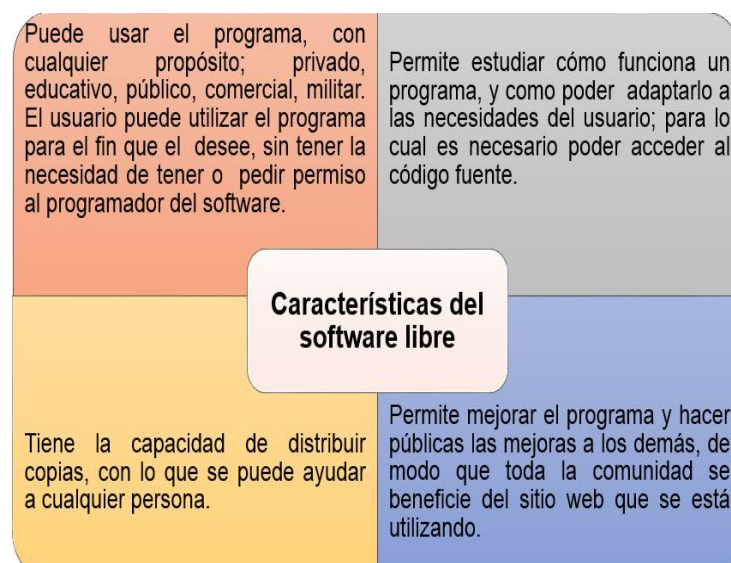 Puede usar el programa, con
cualquier propósito; privado,
educativo, público, comercial, militar.
El usuario puede utilizar el programa
para el fin que el desee, sin tener la
necesidad de tener o pedir permiso
al programador del software.
Permite estudiar cómo funciona un
programa, y como poder adaptarlo a
las necesidades del usuario; para lo
cual es necesario poder acceder al
código fuente.
Características del
software libre
Tiene la capacidad de distribuir
copias, con lo que se puede ayudar
a cualquier persona.
Permite mejorar el programa y hacer
públicas las mejoras a los demás, de
modo que toda la comunidad se
beneficie del sitio web que se está
utilizando.